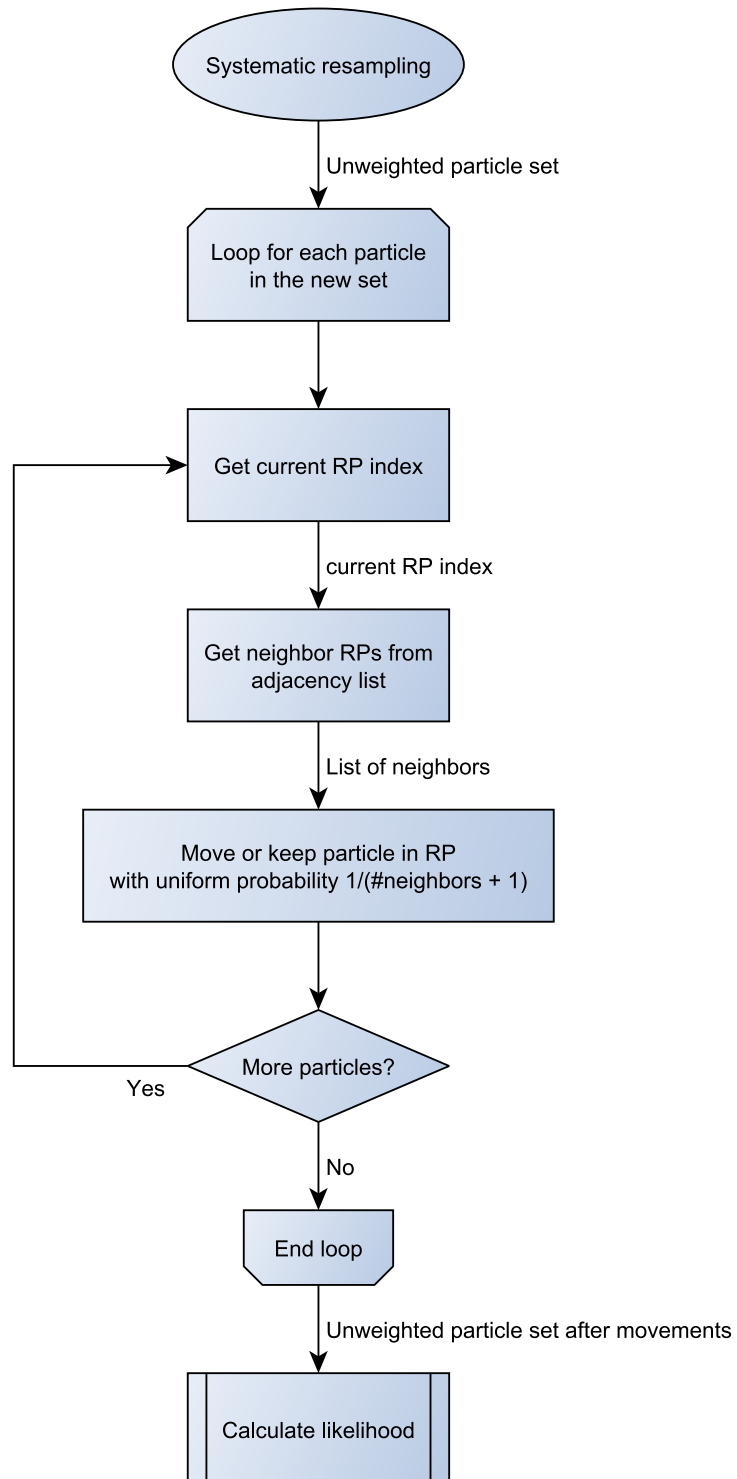 Systematic resampling
Unweighted particle set
Loop for each particle
in the new set
Get current RP index
current RP index
Get neighbor RPs from
adjacency list
List of neighbors
Move or keep particle in RP
with uniform probability 1/(#neighbors + 1)
More particles?
Yes
No
End loop
Unweighted particle set after movements
Calculate likelihood